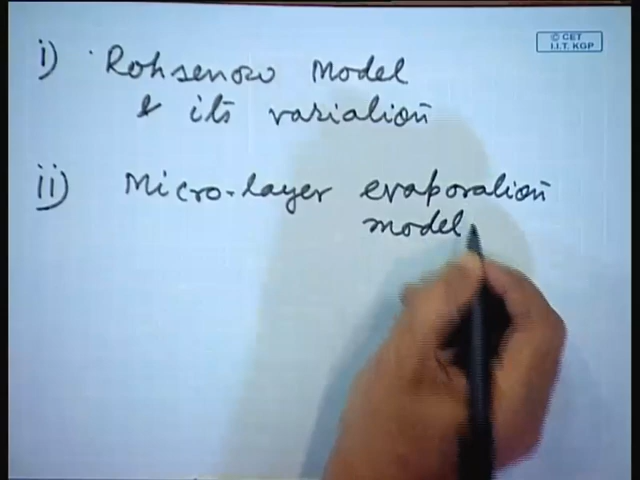 © CET
I.I.T. KGP
i) Rohsenow Model
& its variation
ii) Micro-layer evaporation
model